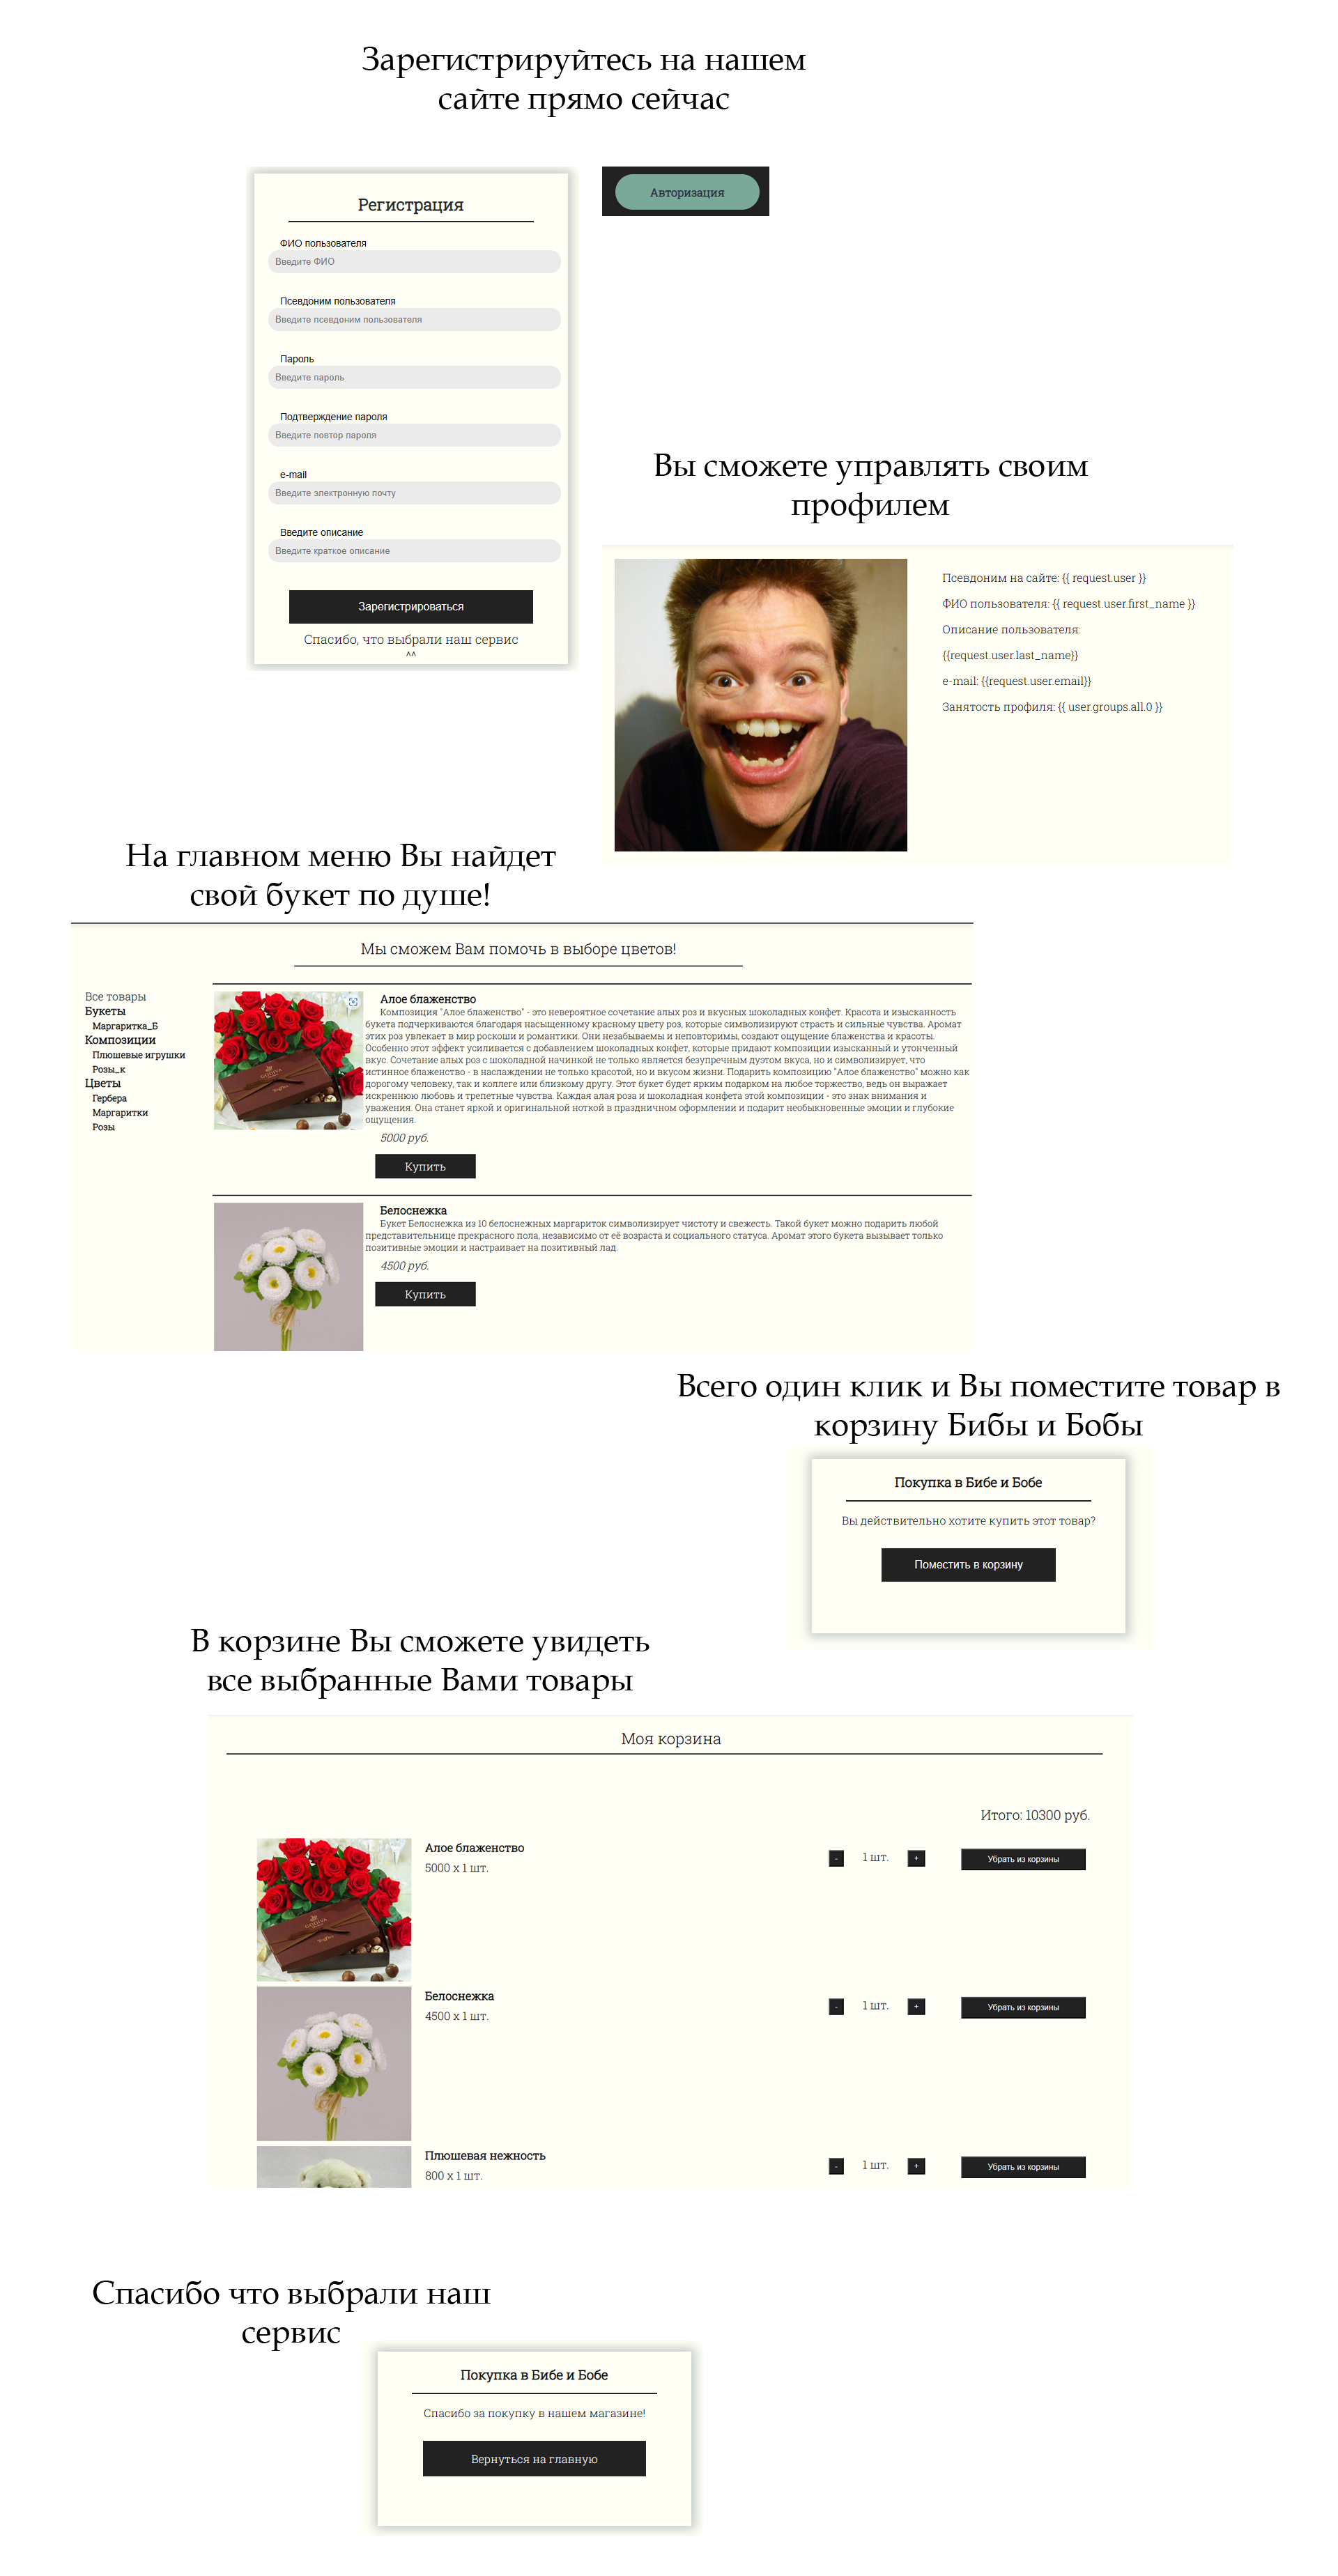 Зарегистрируйтесь на нашем
сайте прямо сейчас
Регистрация
ФИО пользователя
Введите ФИО
Псевдоним пользователя
Введите псевдоним пользователя
Пароль
Введите пароль
Подтверждение пароля
Введите повтор пароля
e-mail
Введите электронную почту
Введите описание
Введите краткое описание
Зарегистрироваться
Спасибо, что выбрали наш сервис
^^
Авторизация
Вы сможете управлять своим
профилем
Псевдоним на сайте: {{ request.user }}
ФИО пользователя: {{ request.user.first_name }}
Описание пользователя:
{{request.user.last_name}}
e-mail: {{request.user.email}}
Занятость профиля: {{ user.groups.all.0 }}
На главном меню Вы найдет
свой букет по душе!
Мы сможем Вам помочь в выборе цветов!
Все товары
Букеты
Маргаритка_Б
Композиции
Плюшевые игрушки
Розы_к
Цветы
Гербера
Маргаритки
Розы
Алое блаженство
Композиция "Алое блаженство" - это невероятное сочетание алых роз и вкусных шоколадных конфет. Красота и изысканность
букета подчеркиваются благодаря насыщенному красному цвету роз, которые символизируют страсть и сильные чувства. Аромат
этих роз увлекает в мир роскоши и романтики. Они незабываемы и неповторимы, создают ощущение блаженства и красоты.
Особенно этот эффект усиливается с добавлением шоколадных конфет, которые придают композиции изысканный и утонченный
вкус. Сочетание алых роз с шоколадной начинкой не только является безупречным дуэтом вкуса, но и символизирует, что
истинное блаженство - в наслаждении не только красотой, но и вкусом жизни. Подарить композицию "Алое блаженство" можно как
дорогому человеку, так и коллеге или близкому другу. Этот букет будет ярким подарком на любое торжество, ведь он выражает
искреннюю любовь и трепетные чувства. Каждая алая роза и шоколадная конфета этой композиции - это знак внимания и
уважения. Она станет яркой и оригинальной ноткой в праздничном оформлении и подарит необыкновенные эмоции и глубокие
ощущения.
5000 руб.
Купить
Белоснежка
Букет Белоснежка из 10 белоснежных маргариток символизирует чистоту и свежесть. Такой букет можно подарить любой
представительнице прекрасного пола, независимо от её возраста и социального статуса. Аромат этого букета вызывает только
позитивные эмоции и настраивает на позитивный лад.
4500 руб.
Купить
Всего один клик и Вы поместите товар в
корзину Бибы и Бобы
Покупка в Бибе и Бобе
Вы действительно хотите купить этот товар?
Поместить в корзину
В корзине Вы сможете увидеть
все выбранные Вами товары
Моя корзина
Итого: 10300 руб.
Алое блаженство
5000 x 1 шт.
- 1 шт. + Убрать из корзины
GODIVA
Белоснежка
4500 x 1 шт.
- 1 шт. + Убрать из корзины
Плюшевая нежность
800 x 1 шт.
- 1 шт. + Убрать из корзины
Спасибо что выбрали наш
сервис
Покупка в Бибе и Бобе
Спасибо за покупку в нашем магазине!
Вернуться на главную